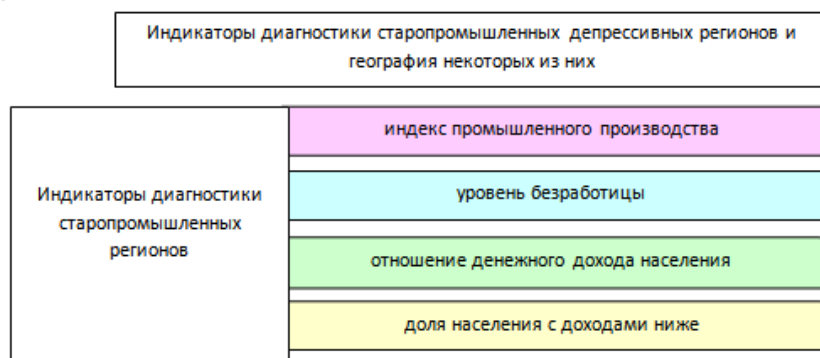 Индикаторы диагностики старопромышленных депрессивных регионов и
география некоторых из них
Индикаторы диагностики
старопромышленных
регионов
индекс промышленного производства
уровень безработицы
отношение денежного дохода населения
доля населения с доходами ниже